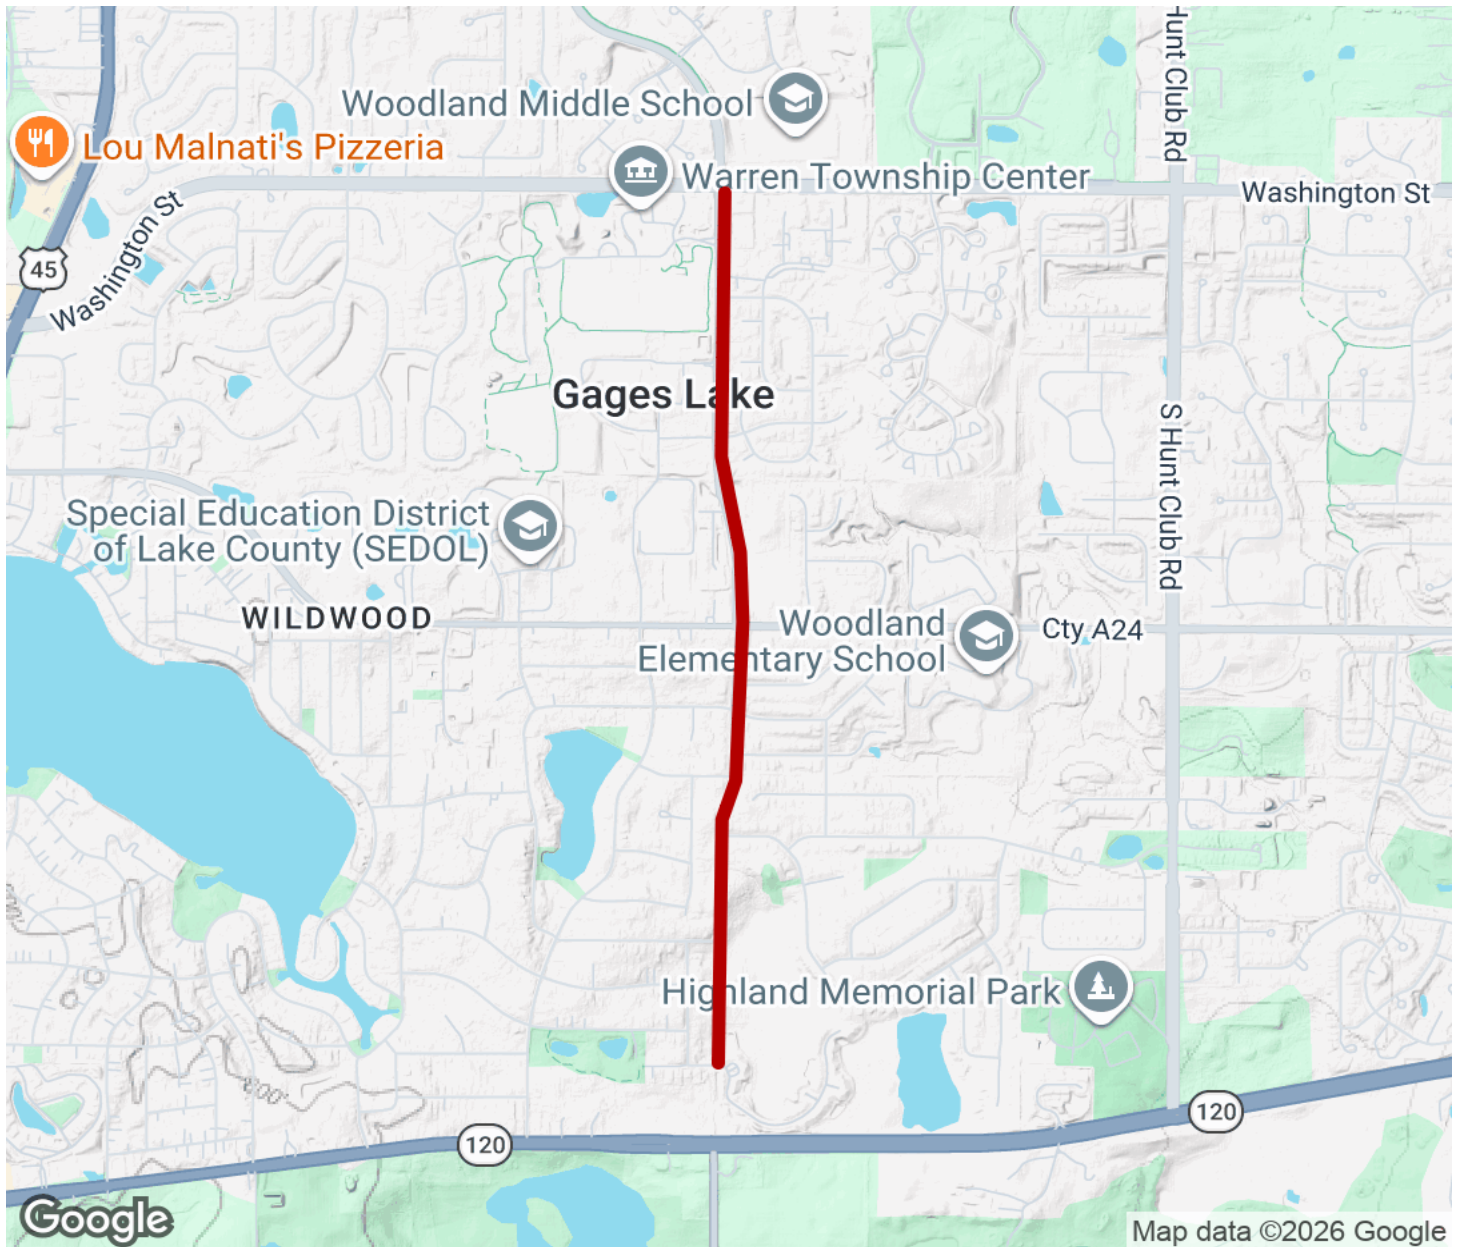 Hunt Club Rd
Woodland Middle School
Lou Malnati's Pizzeria
Warren Township Center
Washington St
Washington St
45
Gages Lake
S Hunt Club Rd
Special Education District
of Lake County (SEDOL)
WILDWOOD
Woodland
Elementary School
Cty A24
Highland Memorial Park
120
120
Google
Map data ©2026 Google